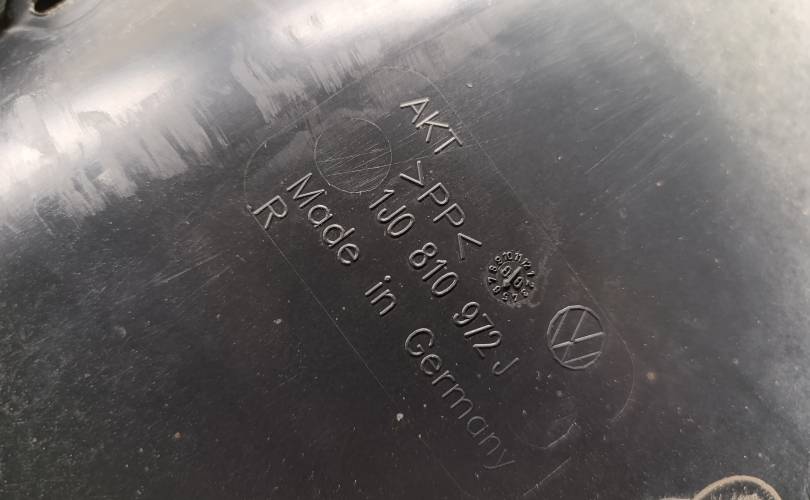 AKT
>PP<
1J0 810 972 J
Made in Germany
R